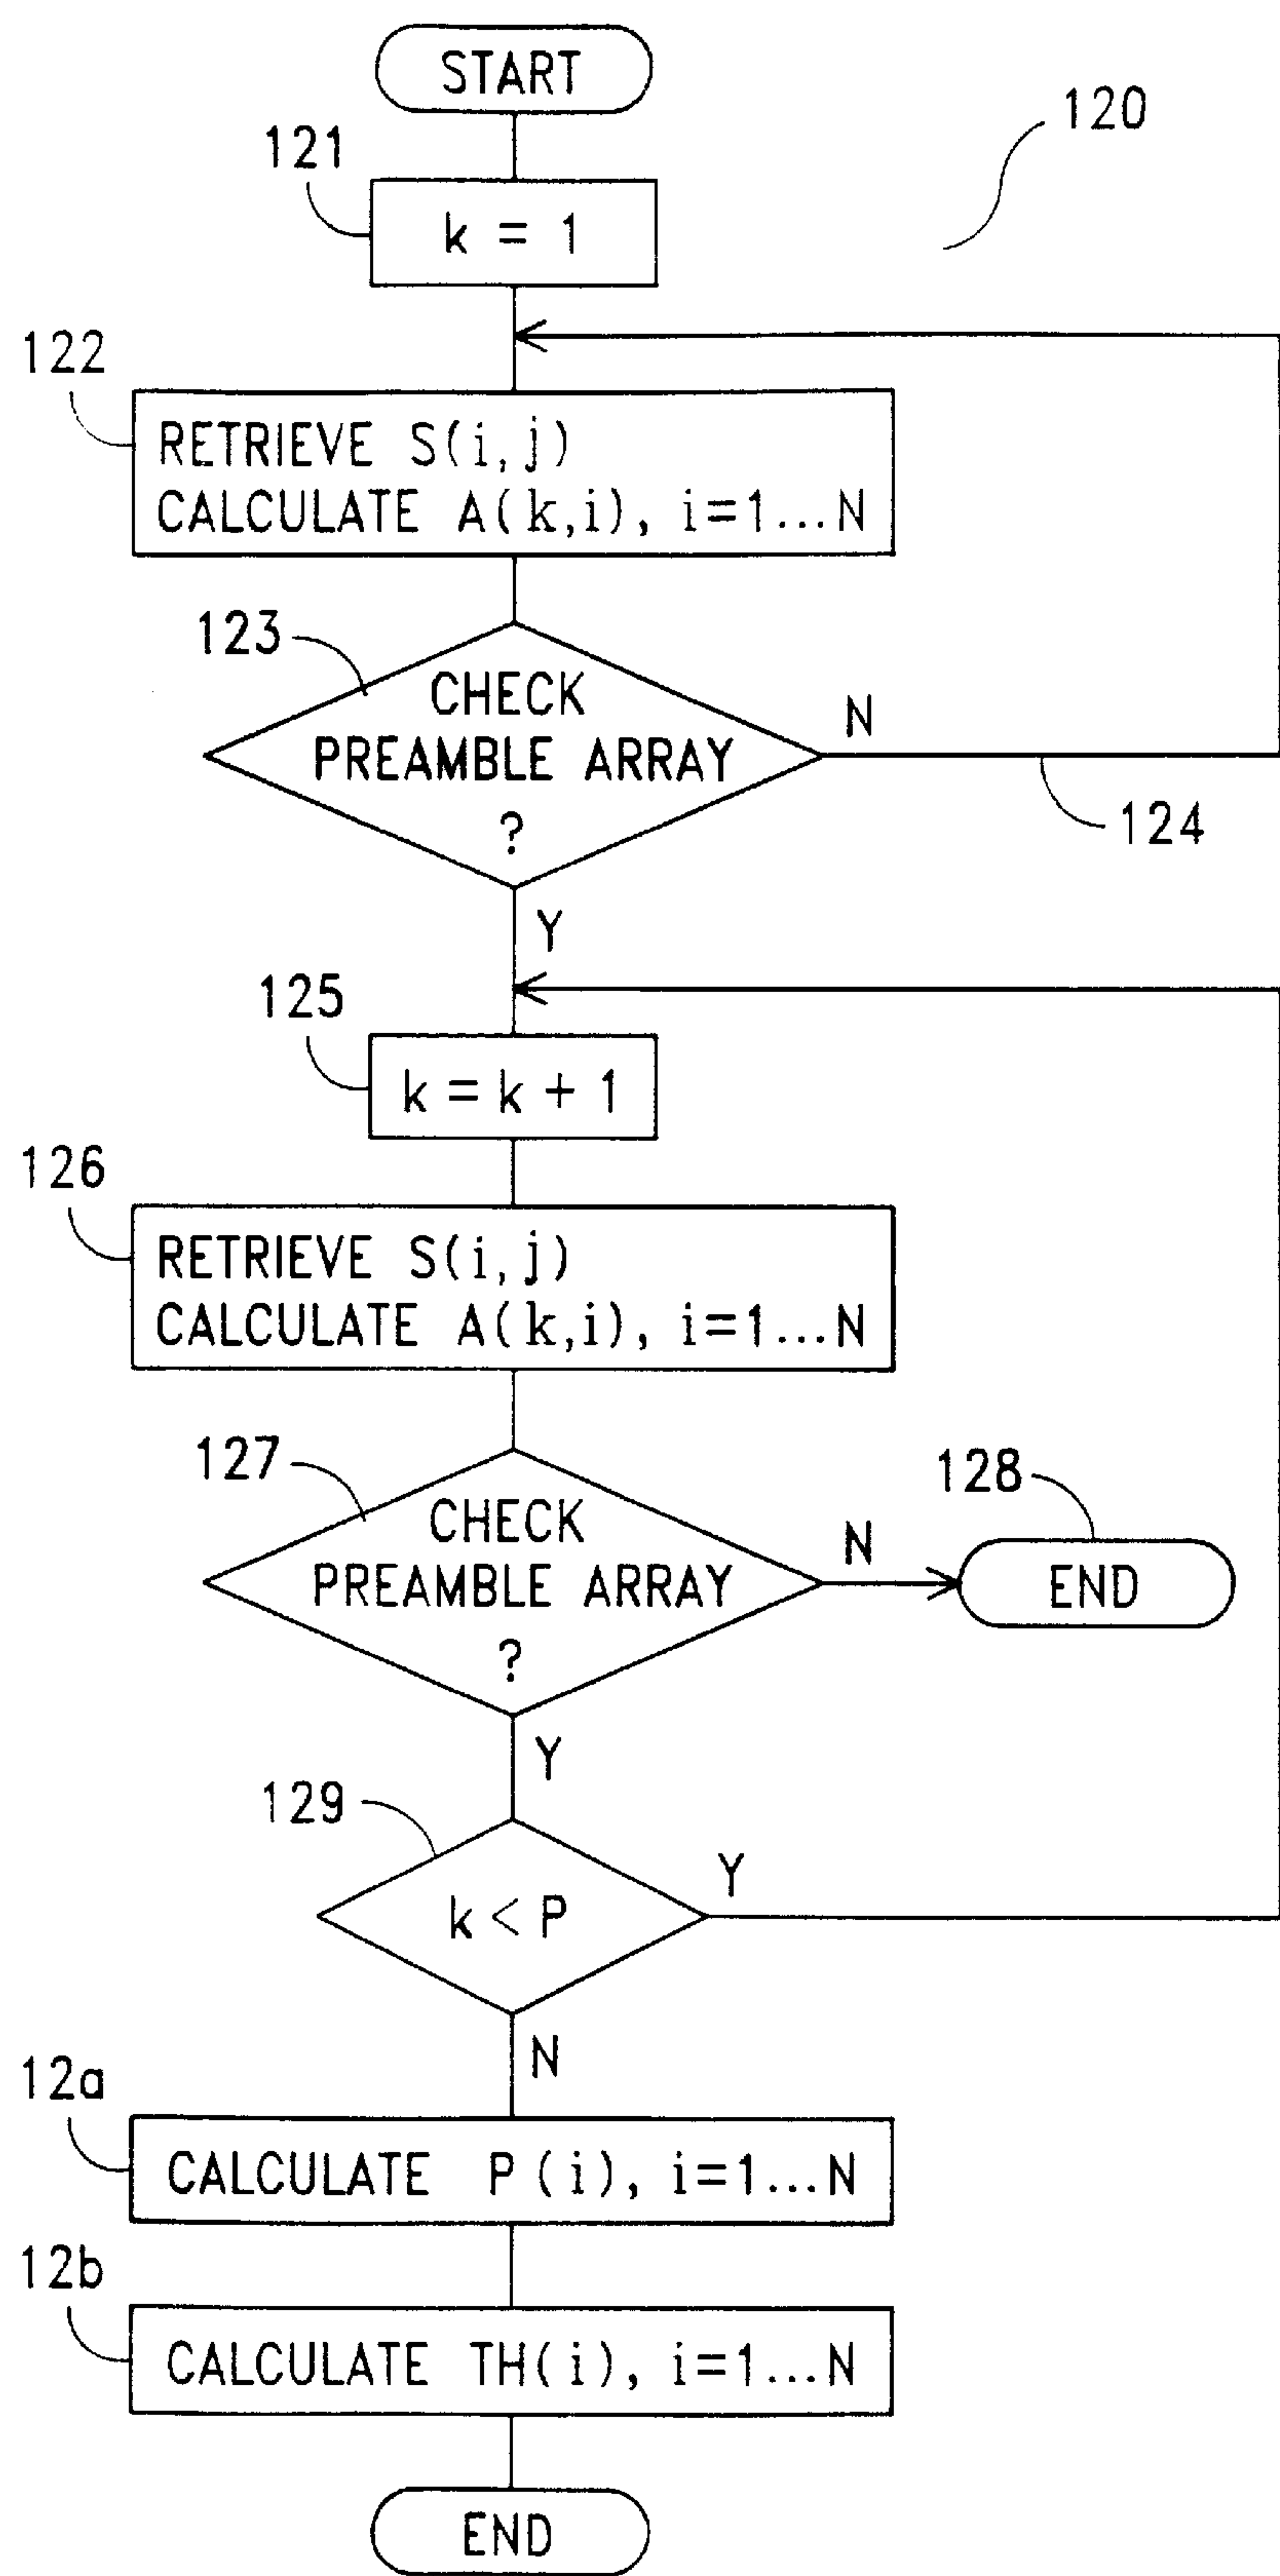 START
120
121
k = 1
122
RETRIEVE S(i,j)
CALCULATE A(k,i), i=1...N
123
CHECK
PREAMBLE ARRAY
?
N
124
Y
125
k = k + 1
126
RETRIEVE S(i,j)
CALCULATE A(k,i), i=1...N
127
CHECK
PREAMBLE ARRAY
?
N
128
END
Y
129
k < P
Y
N
12a
CALCULATE P(i), i=1...N
12b
CALCULATE TH(i), i=1...N
END